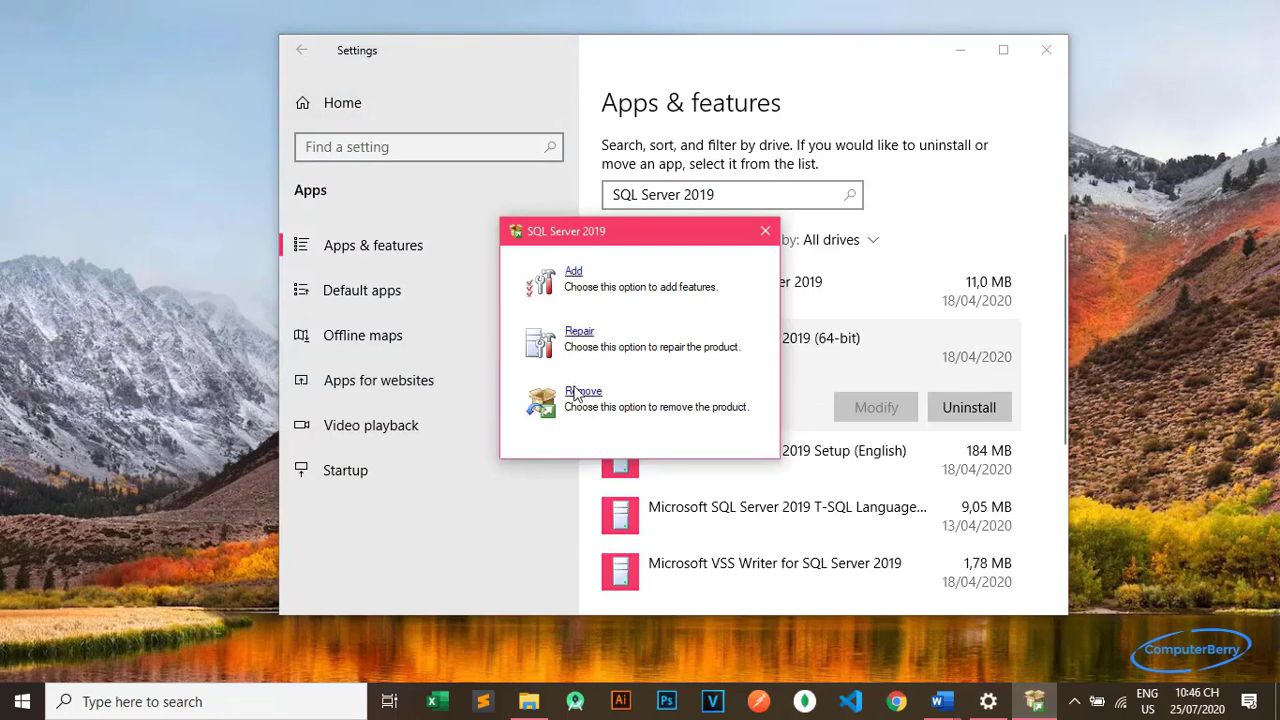 Settings
Home
Find a setting
Apps
Apps & features
Default apps
Offline maps
Apps for websites
Video playback
Startup
Apps & features
Search, sort, and filter by drive. If you would like to uninstall or
move an app, select it from the list.
SQL Server 2019
by: All drives
SQL Server 2019
Add
Choose this option to add features.
Repair
Choose this option to repair the product.
Remove
Choose this option to remove the product.
er 2019 11,0 MB
18/04/2020
2019 (64-bit)
18/04/2020
Modify Uninstall
2019 Setup (English) 184 MB
18/04/2020
Microsoft SQL Server 2019 T-SQL Language... 9,05 MB
13/04/2020
Microsoft VSS Writer for SQL Server 2019 1,78 MB
18/04/2020
ComputerBerry
Type here to search
Ai
Ps
V
ENG
US
10:46 CH
25/07/2020